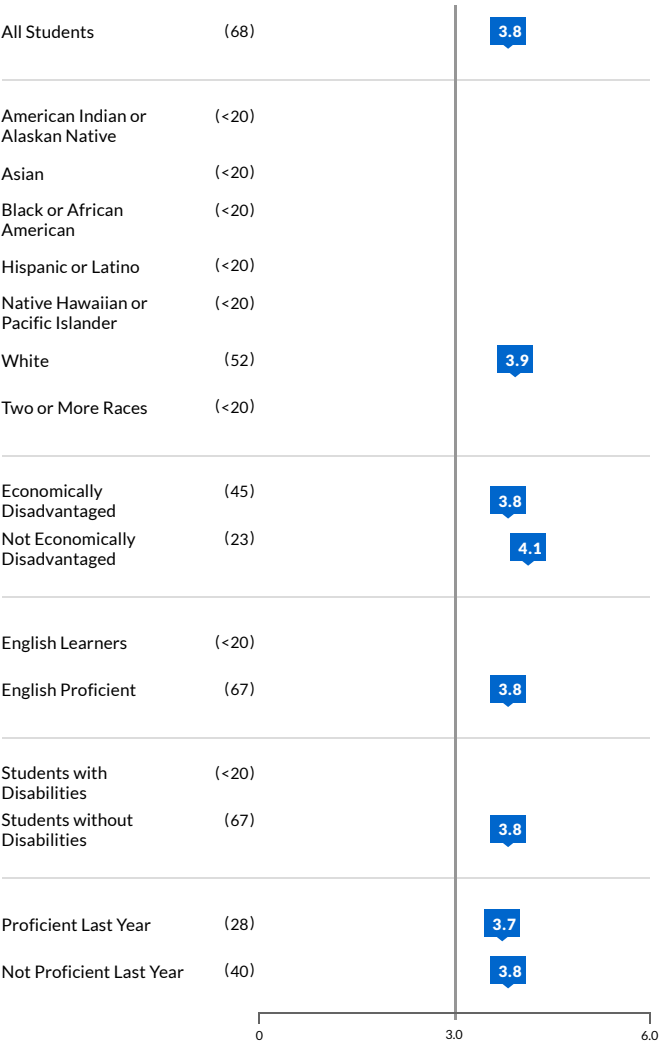 All Students (68) 3.8
American Indian or (<20)
Alaskan Native
Asian (<20)
Black or African (<20)
American
Hispanic or Latino (<20)
Native Hawaiian or (<20)
Pacific Islander
White (52) 3.9
Two or More Races (<20)
Economically (45) 3.8
Disadvantaged
Not Economically (23) 4.1
Disadvantaged
English Learners (<20)
English Proficient (67) 3.8
Students with (<20)
Disabilities
Students without (67) 3.8
Disabilities
Proficient Last Year (28) 3.7
Not Proficient Last Year (40) 3.8
0 3.0 6.0